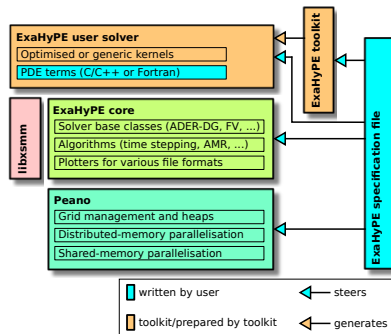 ExaHyPE user solver
Optimised or generic kernels
PDE terms (C/C++ or Fortran)
ExaHyPE toolkit
ExaHyPE specification file
libxsmm
ExaHyPE core
Solver base classes (ADER-DG, FV, ...)
Algorithms (time stepping, AMR, ...)
Plotters for various file formats
Peano
Grid management and heaps
Distributed-memory parallelisation
Shared-memory parallelisation
written by user
steers
toolkit/prepared by toolkit
generates